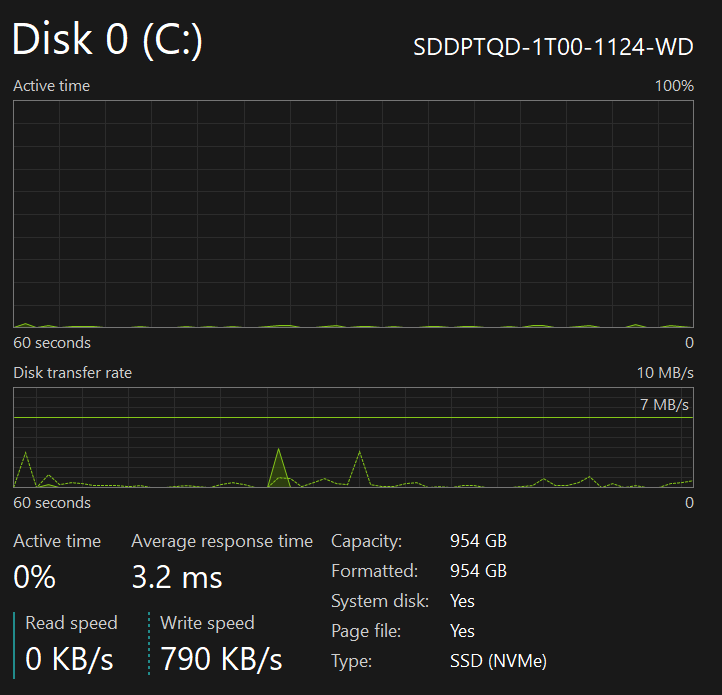 Disk 0 (C:)
SDDPTQD-1T00-1124-WD
Active time 100%
60 seconds 0
Disk transfer rate 10 MB/s
7 MB/s
60 seconds 0
Active time
0%
Average response time
3.2 ms
Read speed
0 KB/s
Write speed
790 KB/s
Capacity: 954 GB
Formatted: 954 GB
System disk: Yes
Page file: Yes
Type: SSD (NVMe)